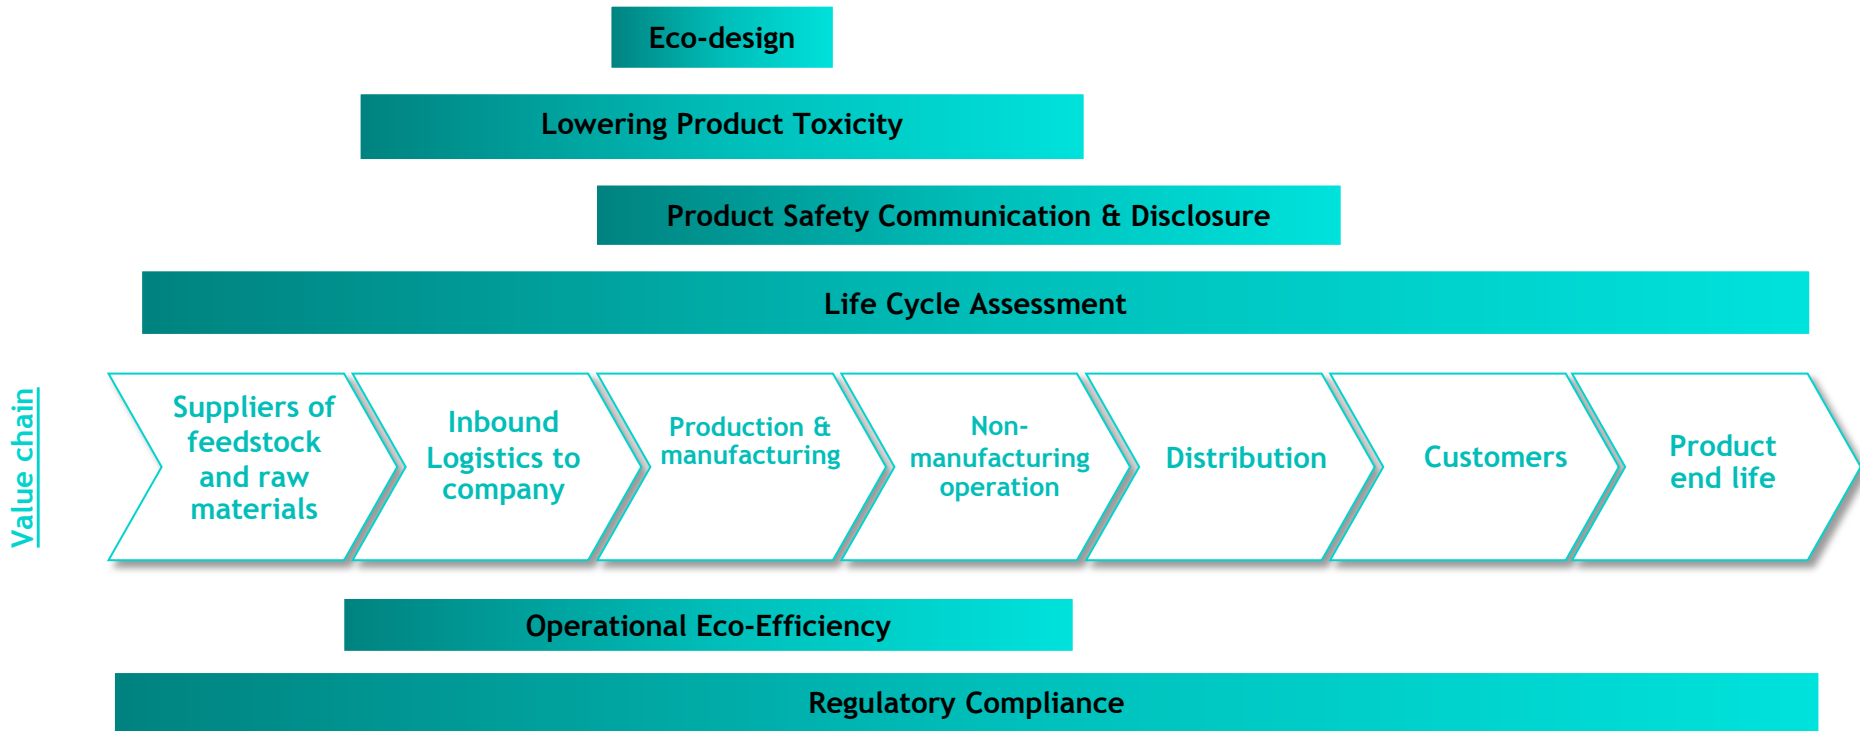 Eco-design
Lowering Product Toxicity
Product Safety Communication & Disclosure
Life Cycle Assessment
Value chain
Suppliers of
feedstock
and raw
materials
Inbound
Logistics to
company
Production &
manufacturing
Non-
manufacturing
operation
Distribution
Customers
Product
end life
Operational Eco-Efficiency
Regulatory Compliance